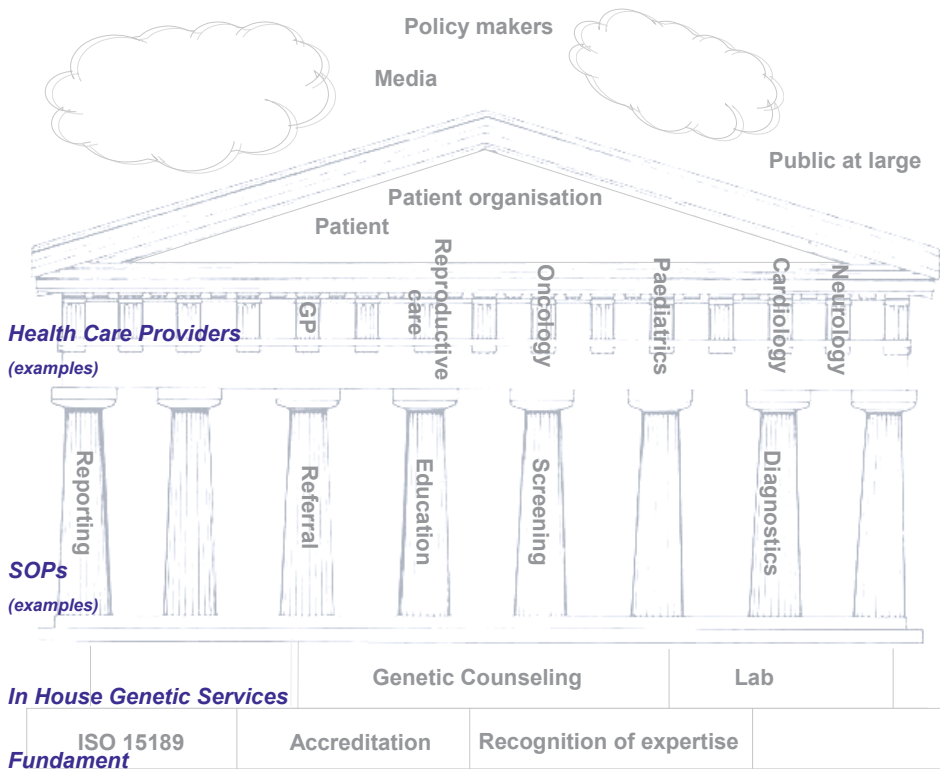 Policy makers
Media
Public at large
Patient organisation
Patient
Health Care Providers
(examples)
GP
Reproductive
care
Oncology
Paediatrics
Cardiology
Neurology
SOPs
(examples)
Reporting
Referral
Education
Screening
Diagnostics
In House Genetic Services
Genetic Counseling
Lab
Fundament
ISO 15189
Accreditation
Recognition of expertise